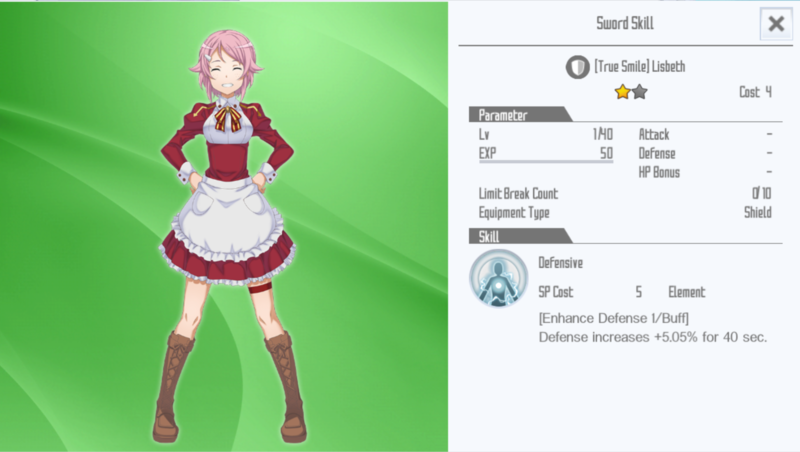 Sword Skill
[True Smile] Lisbeth
Cost 4
Parameter
Lv 1/40 Attack -
EXP 50 Defense -
HP Bonus -
Limit Break Count 0/10
Equipment Type Shield
Skill
Defensive
SP Cost 5 Element
[Enhance Defense I/Buff]
Defense increases +5.05% for 40 sec.